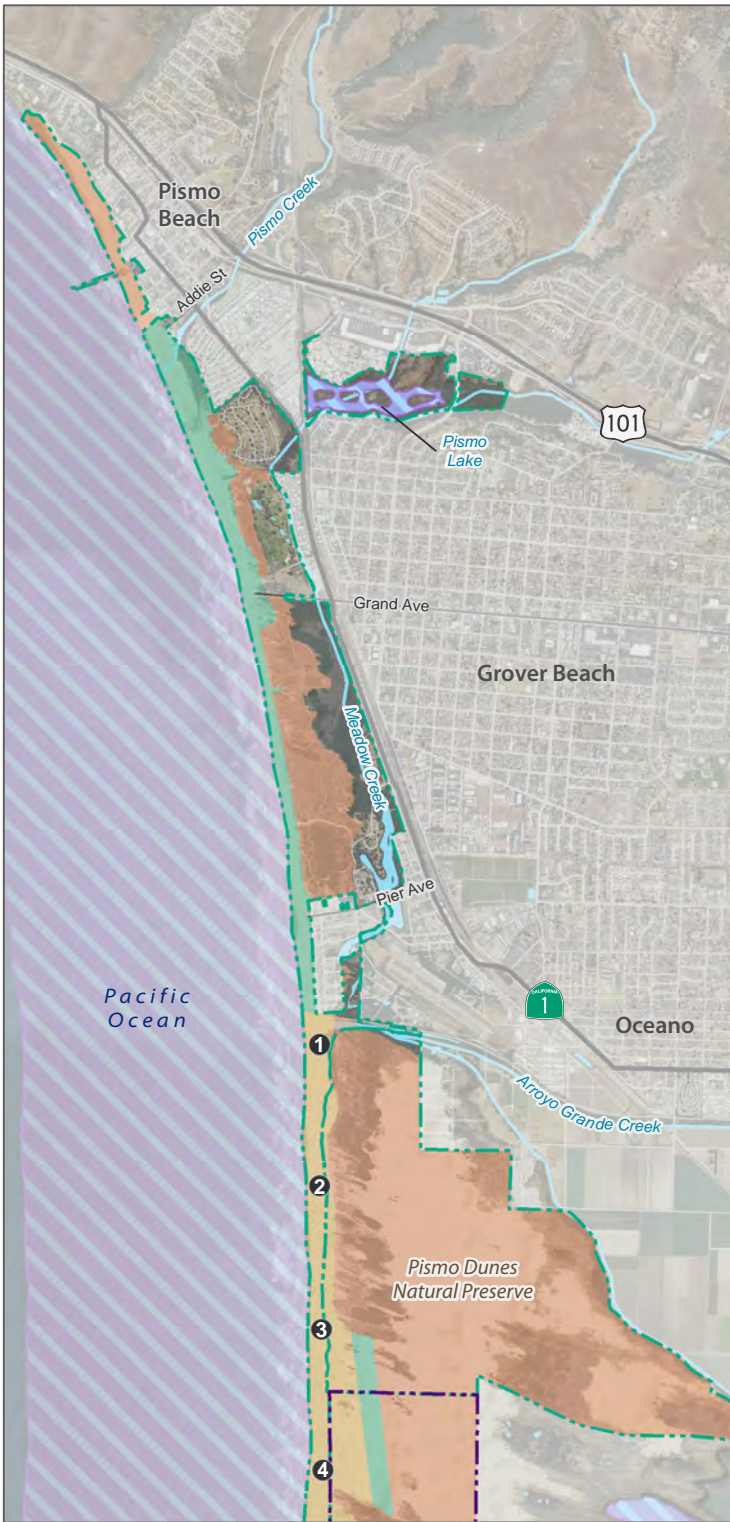 Pismo
Beach
Pismo Creek
Addie St
101
Pismo
Lake
Grand Ave
Grover Beach
Meadow Creek
Pier Ave
Pacific
Ocean
CALIFORNIA
1
Oceano
1
Arroyo Grande Creek
2
Pismo Dunes
Natural Preserve
3
4